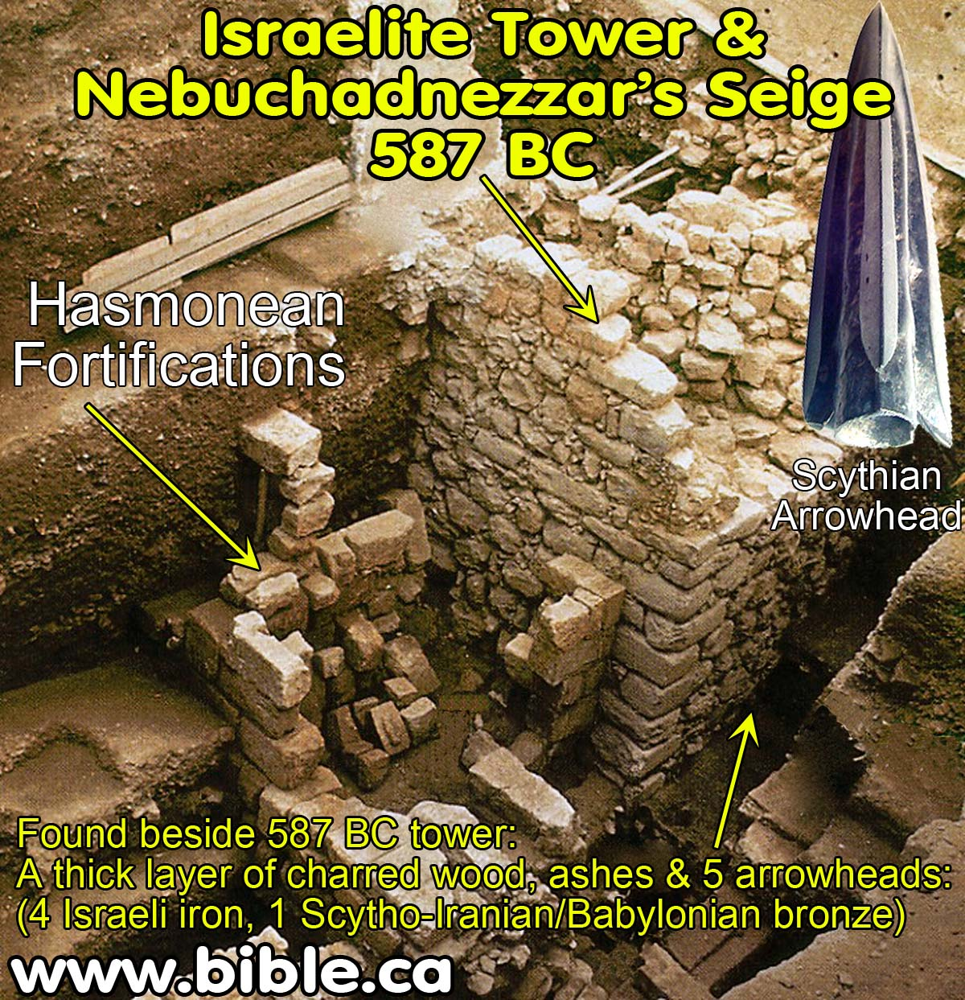 Israelite Tower &
Nebuchadnezzar's Seige
587 BC
Hasmonean
Fortifications
Scythian
Arrowhead
Found beside 587 BC tower:
A thick layer of charred wood, ashes & 5 arrowheads:
(4 Israeli iron, 1 Scytho-Iranian/Babylonian bronze)
www.bible.ca